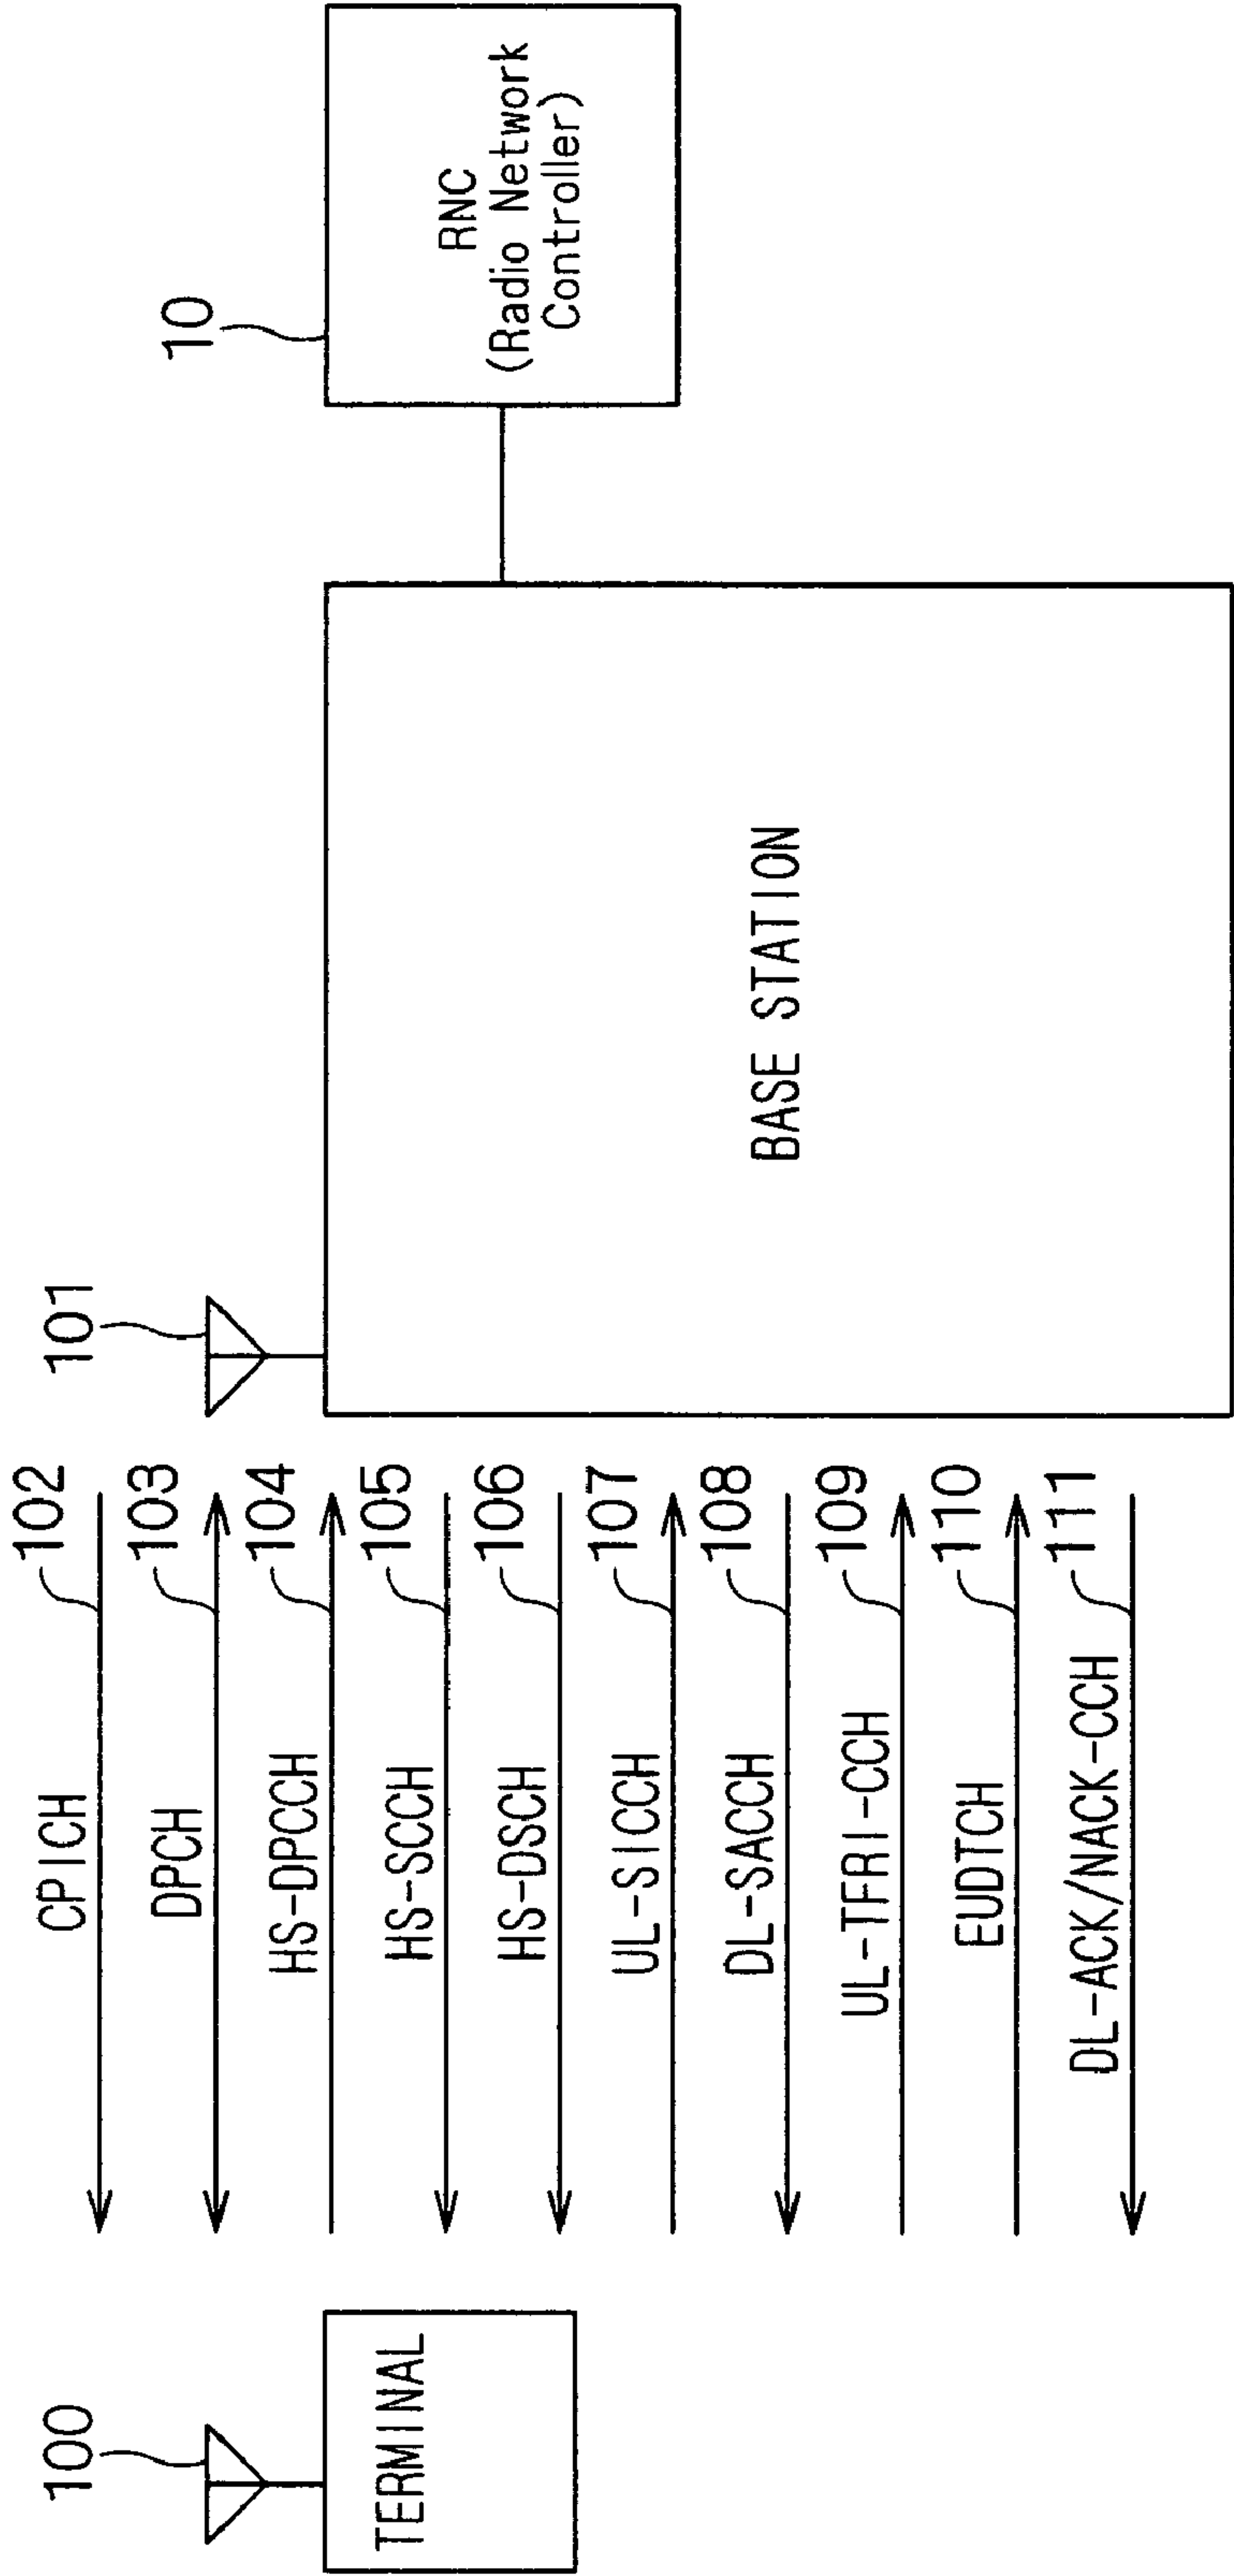 100
TERMINAL
CPICH
102
DPCH
103
HS-DPCCH
104
HS-SCCH
105
HS-DSCH
106
UL-SICCH
107
DL-SACCH
108
UL-TFRI-CCH
109
EUDTCH
110
DL-ACK/NACK-CCH
111
101
BASE STATION
10
RNC
(Radio Network
Controller)